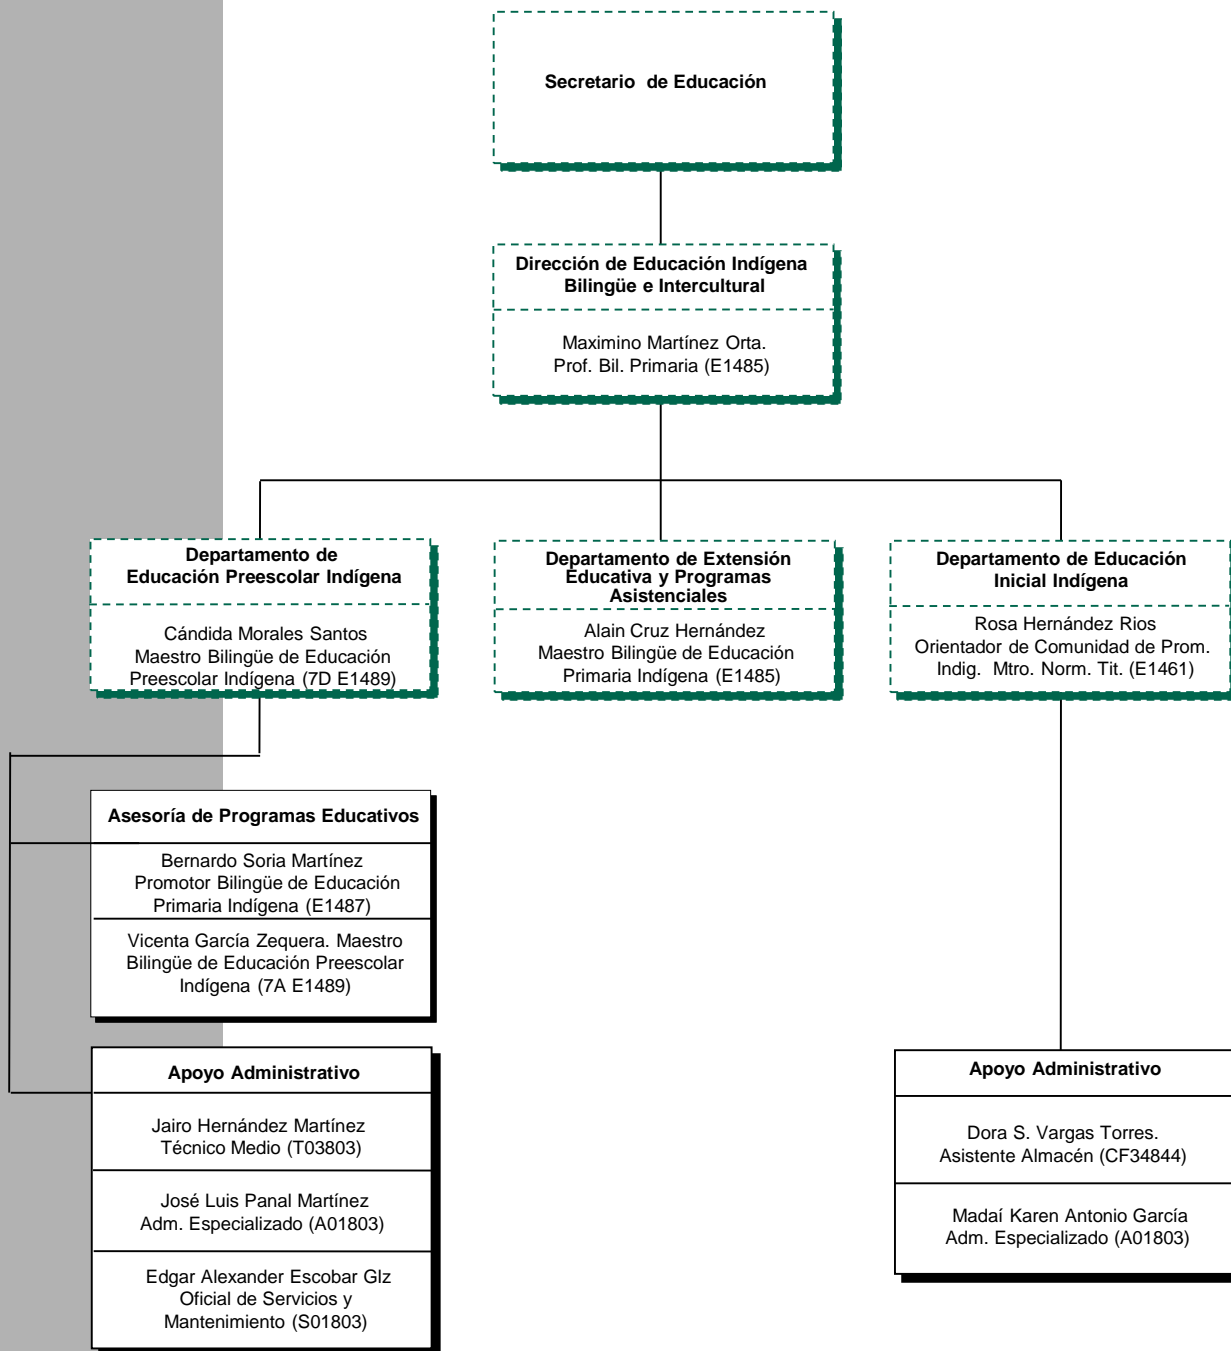 Secretario de Educación
Dirección de Educación Indígena
Bilingüe e Intercultural
Maximino Martínez Orta.
Prof. Bil. Primaria (E1485)
Departamento de
Educación Preescolar Indígena
Cándida Morales Santos
Maestro Bilingüe de Educación
Preescolar Indígena (7D E1489)
Departamento de Extensión
Educativa y Programas
Asistenciales
Alain Cruz Hernández
Maestro Bilingüe de Educación
Primaria Indígena (E1485)
Departamento de Educación
Inicial Indígena
Rosa Hernández Rios
Orientador de Comunidad de Prom.
Indig. Mtro. Norm. Tit. (E1461)
Asesoría de Programas Educativos
Bernardo Soria Martínez
Promotor Bilingüe de Educación
Primaria Indígena (E1487)
Vicenta García Zequera. Maestro
Bilingüe de Educación Preescolar
Indígena (7A E1489)
Apoyo Administrativo
Jairo Hernández Martínez
Técnico Medio (T03803)
José Luis Panal Martínez
Adm. Especializado (A01803)
Edgar Alexander Escobar Glz
Oficial de Servicios y
Mantenimiento (S01803)
Apoyo Administrativo
Dora S. Vargas Torres.
Asistente Almacén (CF34844)
Madaí Karen Antonio García
Adm. Especializado (A01803)